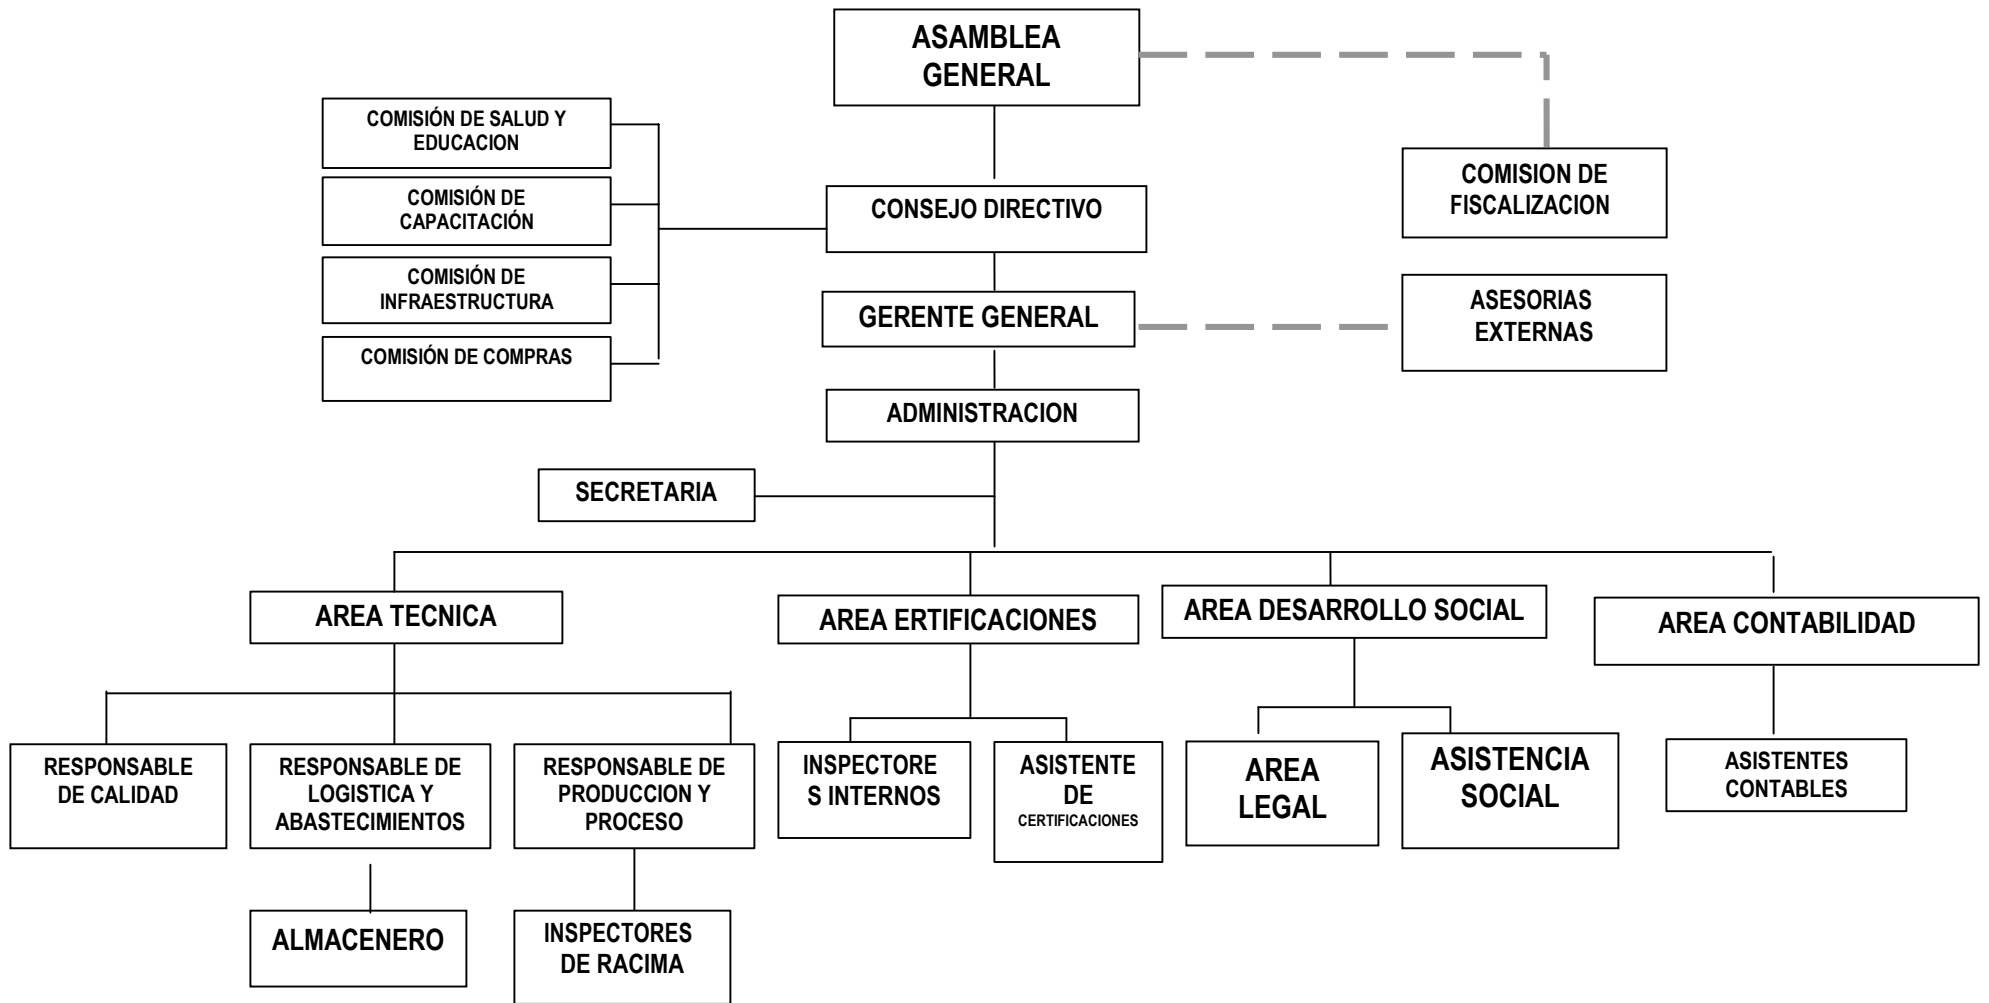 ASAMBLEA
GENERAL
COMISIÓN DE SALUD Y
EDUCACION
COMISIÓN DE
CAPACITACIÓN
COMISIÓN DE
INFRAESTRUCTURA
COMISIÓN DE COMPRAS
CONSEJO DIRECTIVO
COMISION DE
FISCALIZACION
GERENTE GENERAL
ASESORIAS
EXTERNAS
ADMINISTRACION
SECRETARIA
AREA TECNICA
AREA ERTIFICACIONES
AREA DESARROLLO SOCIAL
AREA CONTABILIDAD
RESPONSABLE
DE CALIDAD
RESPONSABLE DE
LOGISTICA Y
ABASTECIMIENTOS
RESPONSABLE DE
PRODUCCION Y
PROCESO
INSPECTORE
S INTERNOS
ASISTENTE
DE
CERTIFICACIONES
AREA
LEGAL
ASISTENCIA
SOCIAL
ASISTENTES
CONTABLES
ALMACENERO
INSPECTORES
DE RACIMA